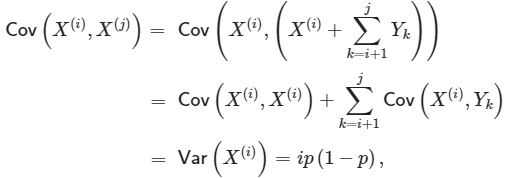 Cov(X^{(i)}, X^{(j)}) = Cov(X^{(i)}, (X^{(i)} + \sum_{k=i+1}^{j} Y_k))
= Cov(X^{(i)}, X^{(i)}) + \sum_{k=i+1}^{j} Cov(X^{(i)}, Y_k)
= Var(X^{(i)}) = ip(1 − p),